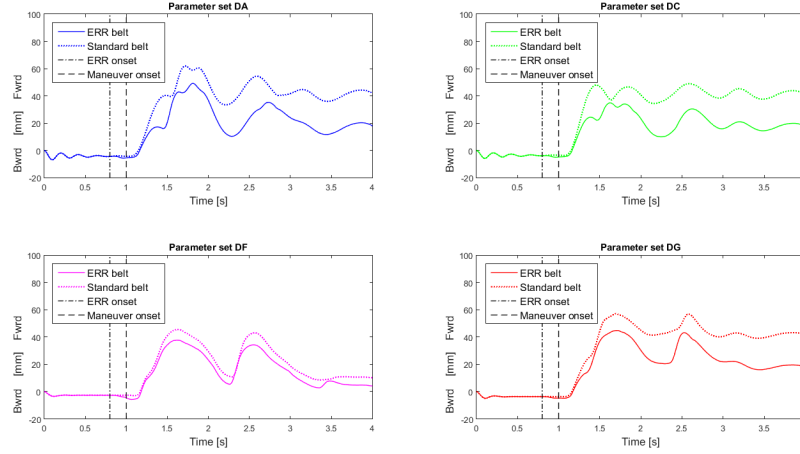 Parameter set DA
100
80
60
40
20
0
-20
Bwrd [mm] Fwrd
ERR belt
Standard belt
ERR onset
Maneuver onset
0 0.5 1 1.5 2 2.5 3 3.5 4
Time [s]
Parameter set DC
100
80
60
40
20
0
-20
Bwrd [mm] Fwrd
ERR belt
Standard belt
ERR onset
Maneuver onset
0 0.5 1 1.5 2 2.5 3 3.5
Time [s]
Parameter set DF
100
80
60
40
20
0
-20
Bwrd [mm] Fwrd
ERR belt
Standard belt
ERR onset
Maneuver onset
0 0.5 1 1.5 2 2.5 3 3.5 4
Time [s]
Parameter set DG
100
80
60
40
20
0
-20
Bwrd [mm] Fwrd
ERR belt
Standard belt
ERR onset
Maneuver onset
0 0.5 1 1.5 2 2.5 3 3.5
Time [s]